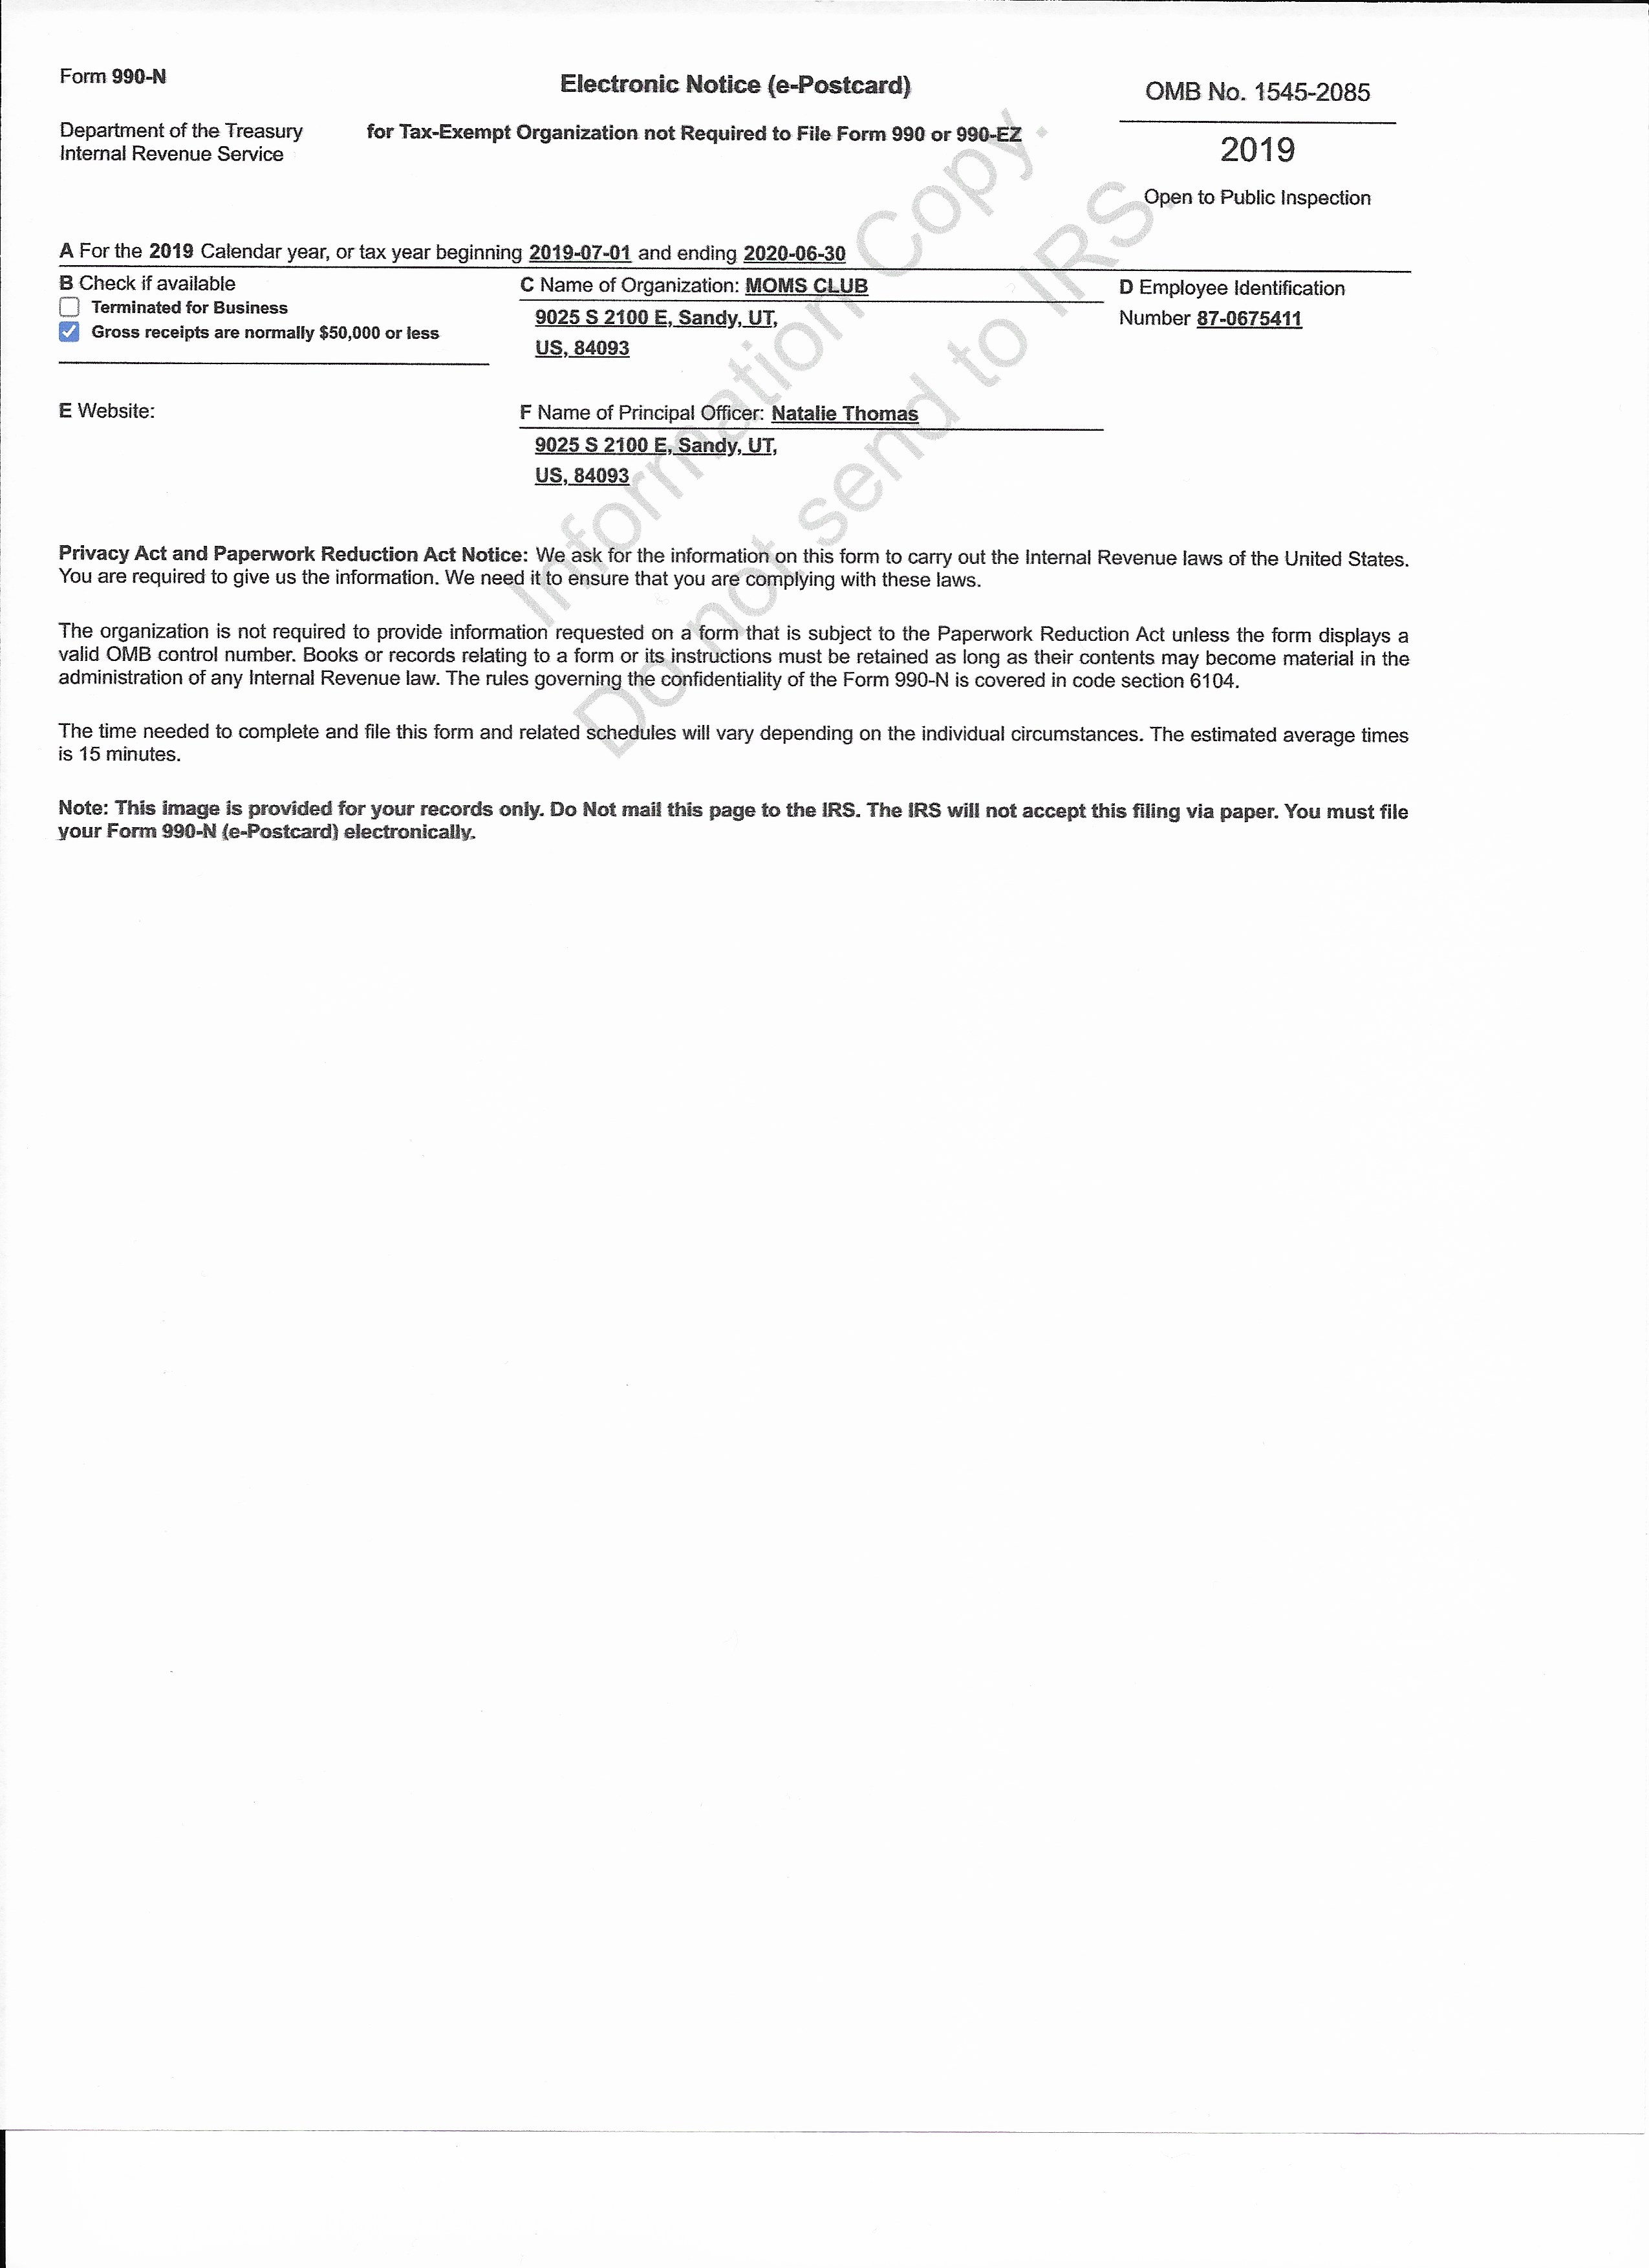 Form 990-N
Electronic Notice (e-Postcard)
OMB No. 1545-2085
Department of the Treasury
Internal Revenue Service
for Tax-Exempt Organization not Required to File Form 990 or 990-EZ
2019
Open to Public Inspection
A For the 2019 Calendar year, or tax year beginning 2019-07-01 and ending 2020-06-30
B Check if available
Terminated for Business
Gross receipts are normally $50,000 or less
C Name of Organization: MOMS CLUB
9025 S 2100 E, Sandy, UT,
US, 84093
D Employee Identification
Number 87-0675411
E Website:
F Name of Principal Officer: Natalie Thomas
9025 S 2100 E, Sandy, UT,
US, 84093
Privacy Act and Paperwork Reduction Act Notice: We ask for the information on this form to carry out the Internal Revenue laws of the United States.
You are required to give us the information. We need it to ensure that you are complying with these laws.
The organization is not required to provide information requested on a form that is subject to the Paperwork Reduction Act unless the form displays a
valid OMB control number. Books or records relating to a form or its instructions must be retained as long as their contents may become material in the
administration of any Internal Revenue law. The rules governing the confidentiality of the Form 990-N is covered in code section 6104.
The time needed to complete and file this form and related schedules will vary depending on the individual circumstances. The estimated average times
is 15 minutes.
Note: This image is provided for your records only. Do Not mail this page to the IRS. The IRS will not accept this filing via paper. You must file
your Form 990-N (e-Postcard) electronically.
Information Copy.
Do not send to IRS.